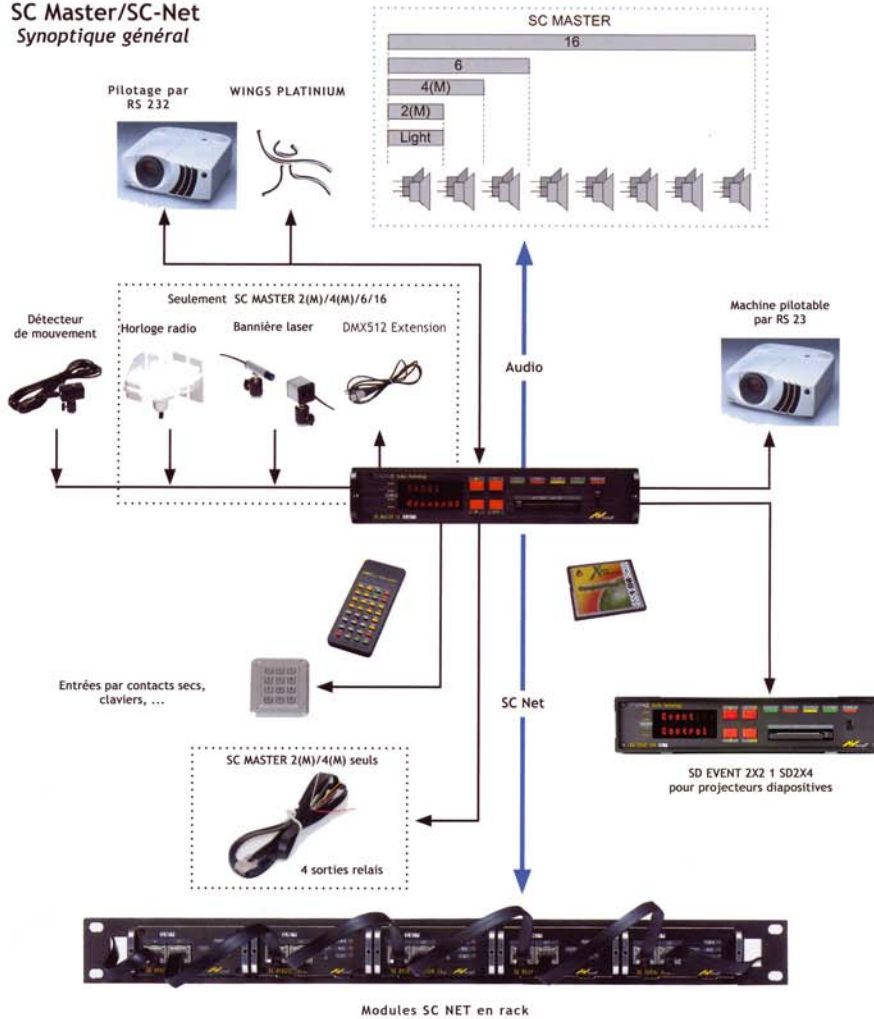 SC Master/SC-Net
Synoptique général
SC MASTER
16
6
4(M)
2(M)
Light
Pilotage par
RS 232
WINGS PLATINIUM
Seulement SC MASTER 2(M)/4(M)/6/16
Détecteur
de mouvement
Horloge radio
Bannière laser
DMX512 Extension
Machine pilotable
par RS 23
Audio
Entrées par contacts secs,
claviers, ...
SC Net
Event
Control
SD EVENT 2X2 1 SD2X4
pour projecteurs diapositives
SC MASTER 2(M)/4(M) seuls
4 sorties relais
Modules SC NET en rack